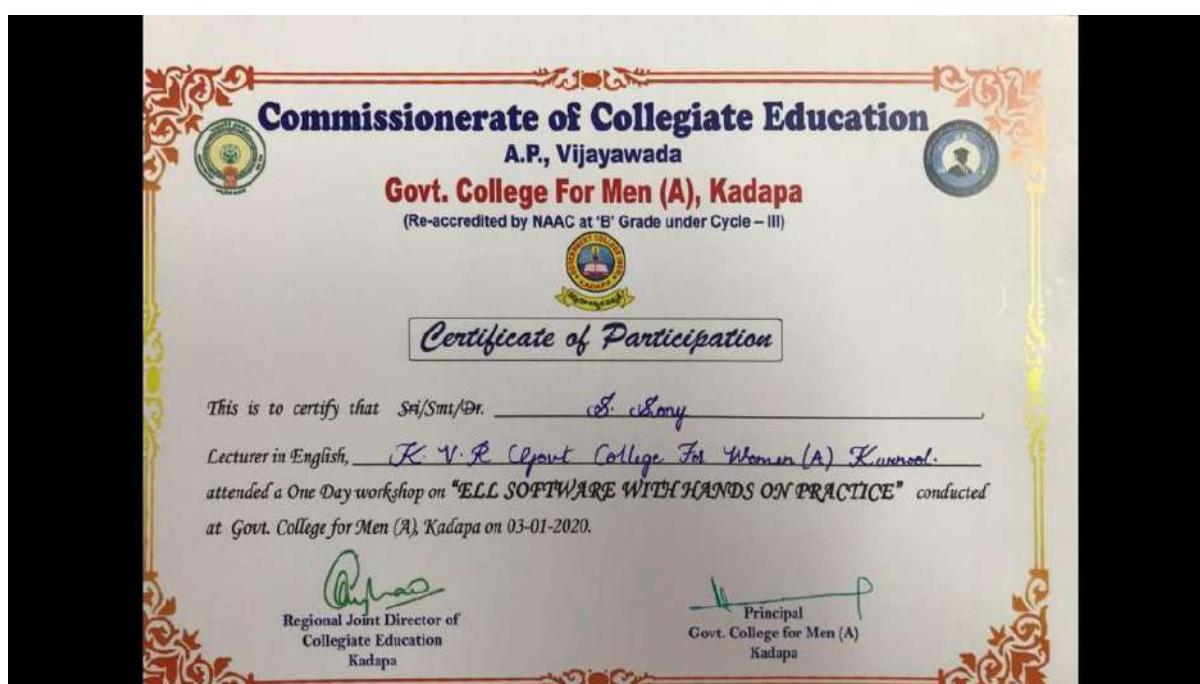 Commissionerate of Collegiate Education
A.P., Vijayawada
Govt. College For Men (A), Kadapa
(Re-accredited by NAAC at 'B' Grade under Cycle – III)
GOVERNMENT COLLEGE
KADAPA
Certificate of Participation
This is to certify that Sri/Smt/Dr. S. Sony,
Lecturer in English, K. V. R Govt College For Women (A) Kurnool.
attended a One Day workshop on "ELL SOFTWARE WITH HANDS ON PRACTICE" conducted
at Govt. College for Men (A), Kadapa on 03-01-2020.
Regional Joint Director of
Collegiate Education
Kadapa
Principal
Govt. College for Men (A)
Kadapa